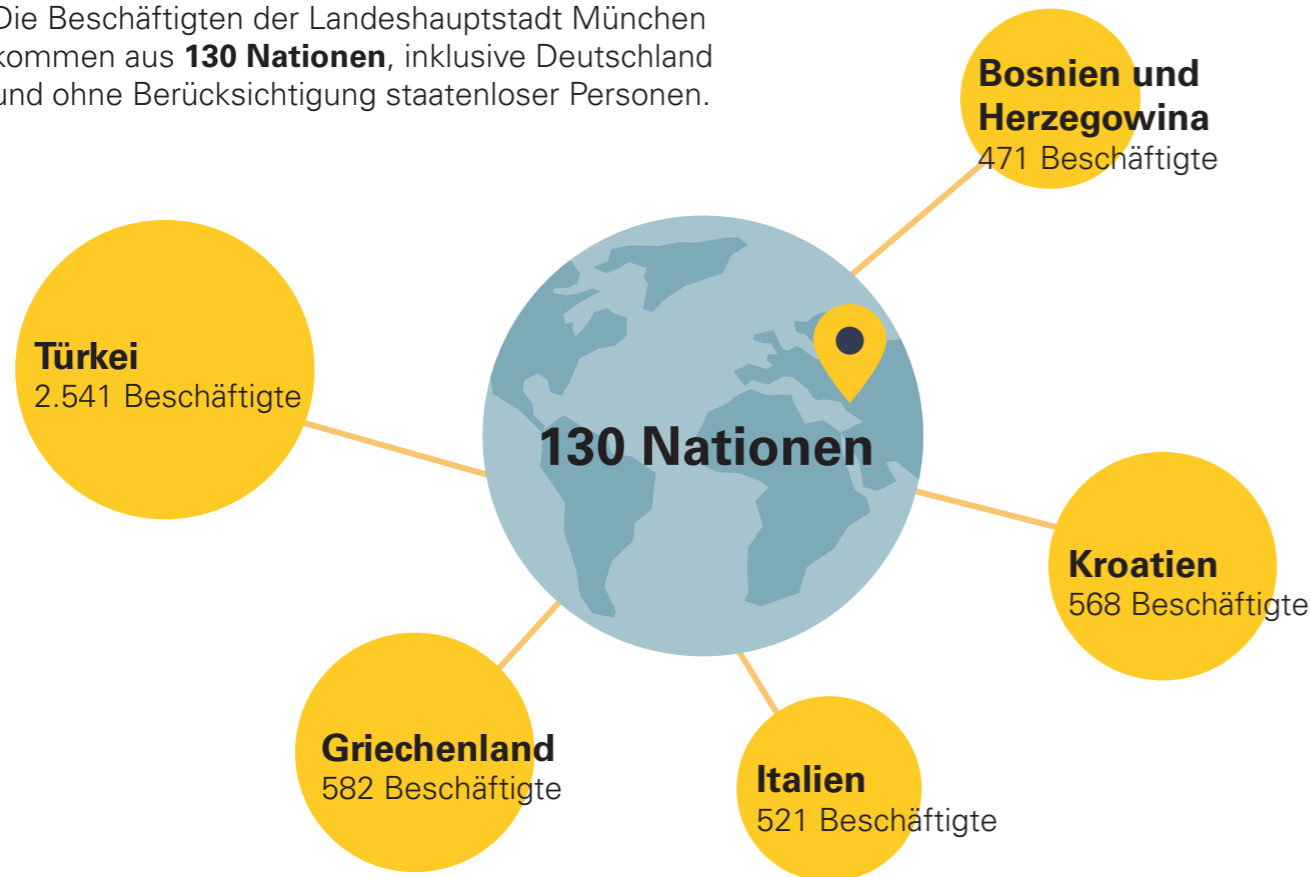 Die Beschäftigten der Landeshauptstadt München
kommen aus 130 Nationen, inklusive Deutschland
und ohne Berücksichtigung staatenloser Personen.
Bosnien und
Herzegowina
471 Beschäftigte
Türkei
2.541 Beschäftigte
130 Nationen
Kroatien
568 Beschäftigte
Griechenland
582 Beschäftigte
Italien
521 Beschäftigte